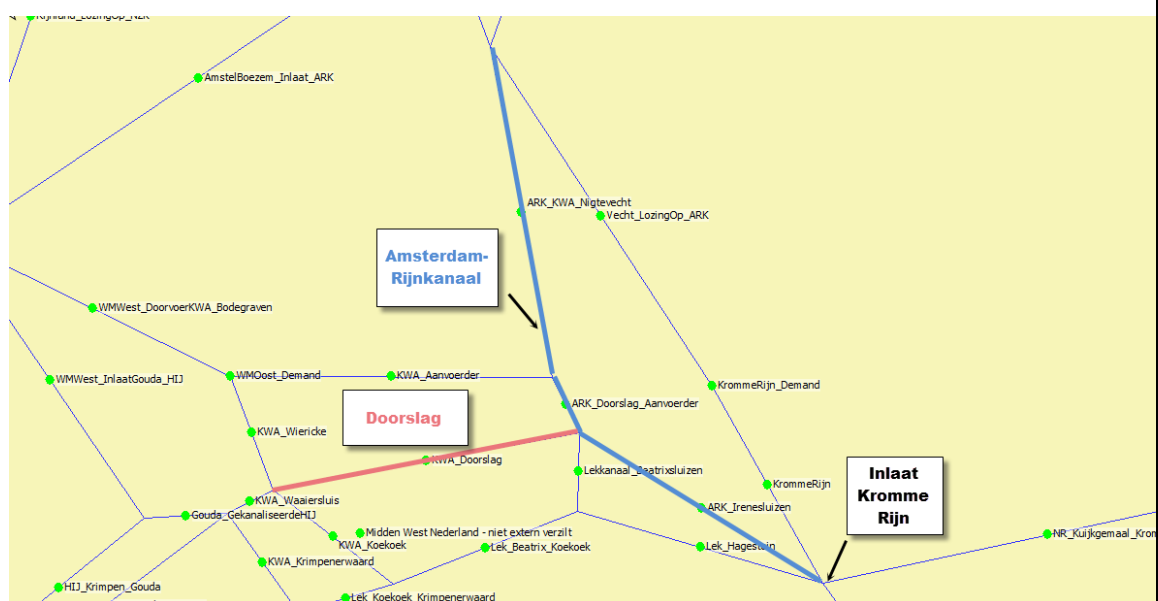 Rijnland_LozingOp_NZK
AmstelBoezem_Inlaat_ARK
ARK_KWA_Nigtevecht
Vecht_LozingOp_ARK
Amsterdam-
Rijnkanaal
WMWest_DoorvoerKWA_Bodegraven
WMWest_InlaatGouda_HIJ
WMOost_Demand
KWA_Aanvoerder
KrommeRijn_Demand
ARK_Doorslag_Aanvoerder
Doorslag
KWA_Wiericke
KWA_Doorslag
Lekkanaal_Beatrixsluizen
Inlaat
Kromme
Rijn
KrommeRijn
KWA_Waaiersluis
ARK_Irenesluizen
Gouda_GekanaliseerdeHIJ
Midden West Nederland - niet extern verzilt
NR_Kuijkgemaal_Krom
KWA_Koekoek
Lek_Beatrix_Koekoek
Lek_Hagestein
KWA_Krimpenerwaard
HIJ_Krimpen_Gouda
Lek_Koekoek_Krimpenerwaard